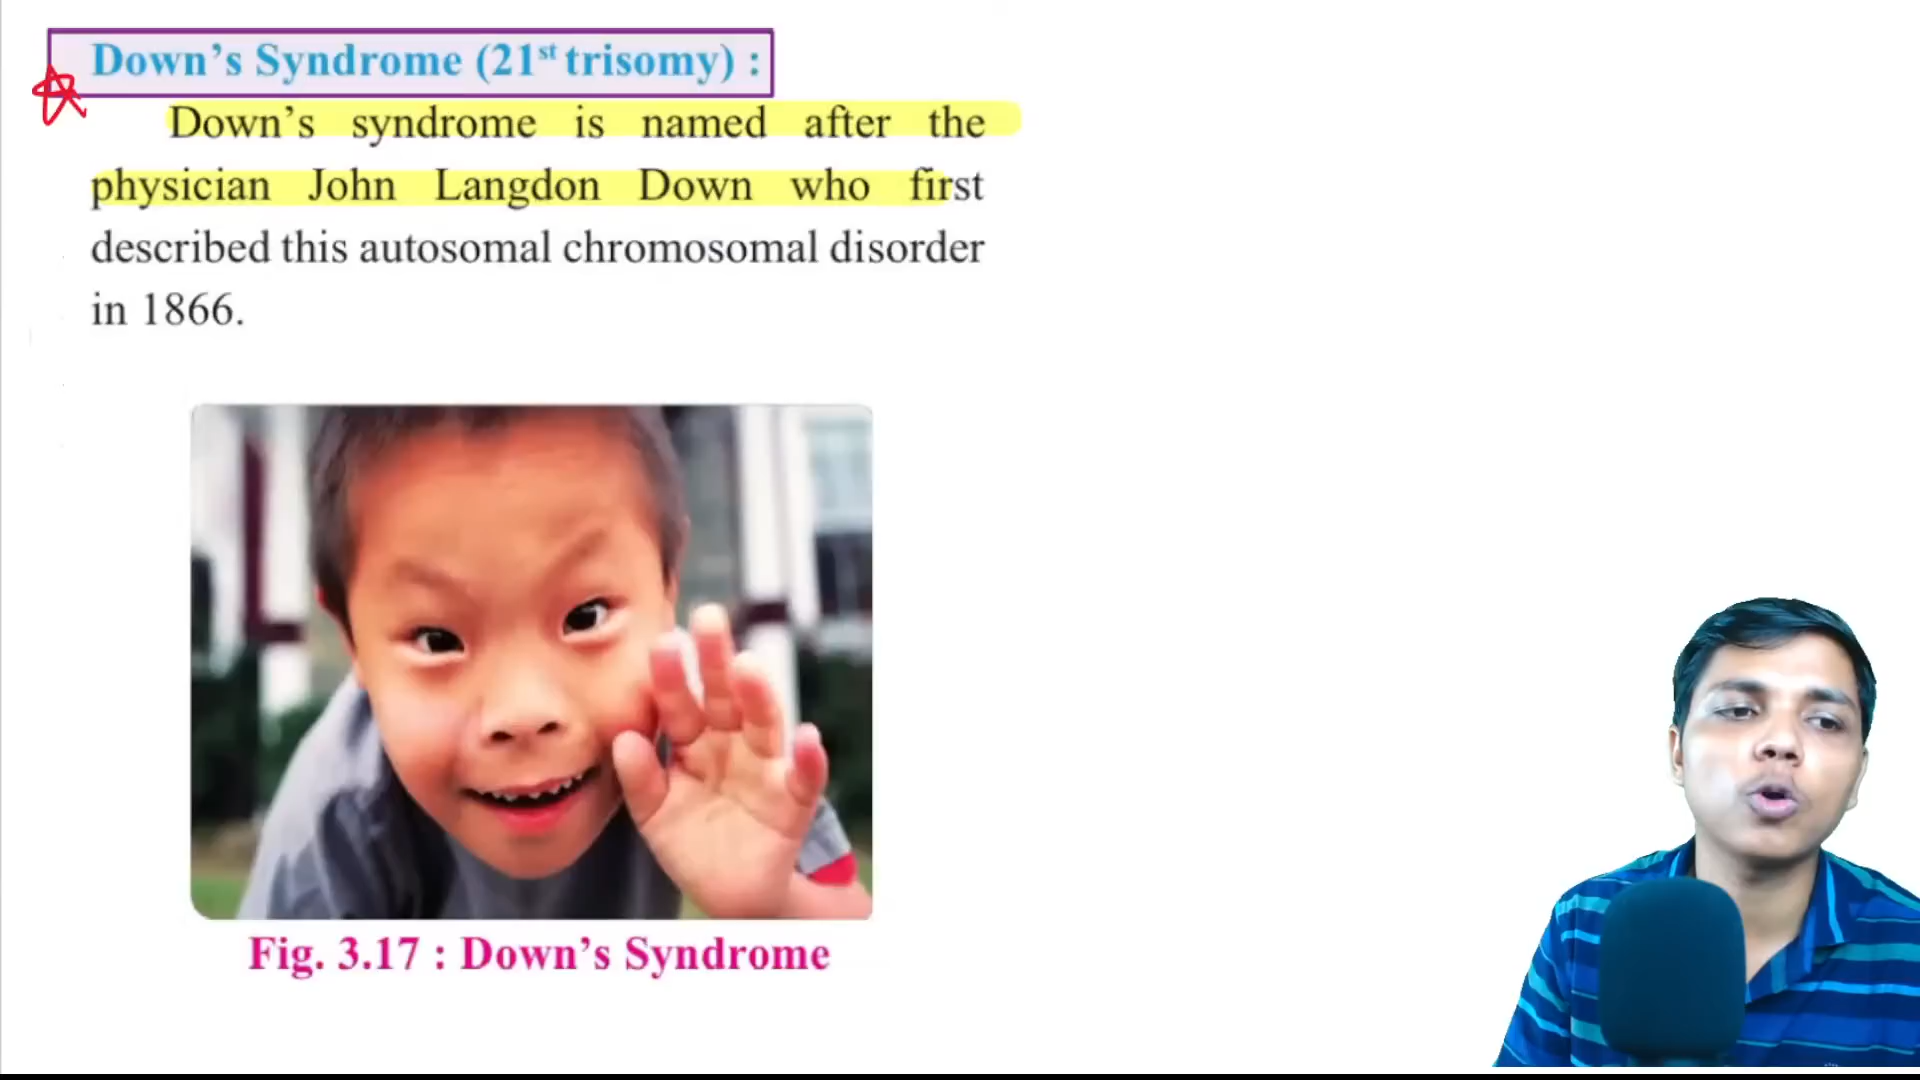 Down’s Syndrome (21st trisomy) :
Down’s syndrome is named after the
physician John Langdon Down who first
described this autosomal chromosomal disorder
in 1866.
Fig. 3.17 : Down’s Syndrome